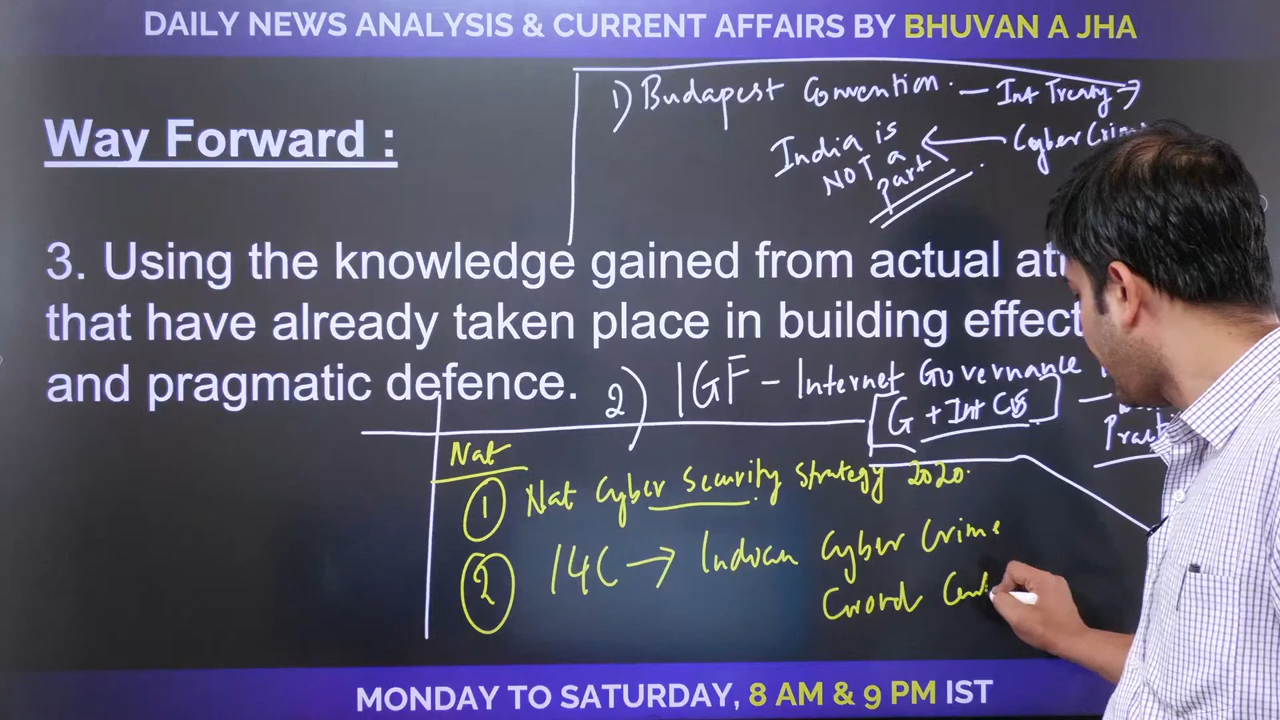 DAILY NEWS ANALYSIS & CURRENT AFFAIRS BY BHUVAN A JHA
1) Budapest Convention - Int Treaty
Cyber Crime
India is
NOT a
part
Way Forward :
3. Using the knowledge gained from actual
that have already taken place in building
and pragmatic defence.
2) IGF - Internet Governance
[G + Int C
Nat
1 Nat Cyber Security Strategy 2020.
2 I4C → Indian Cyber Crime
Coord
MONDAY TO SATURDAY, 8 AM & 9 PM IST